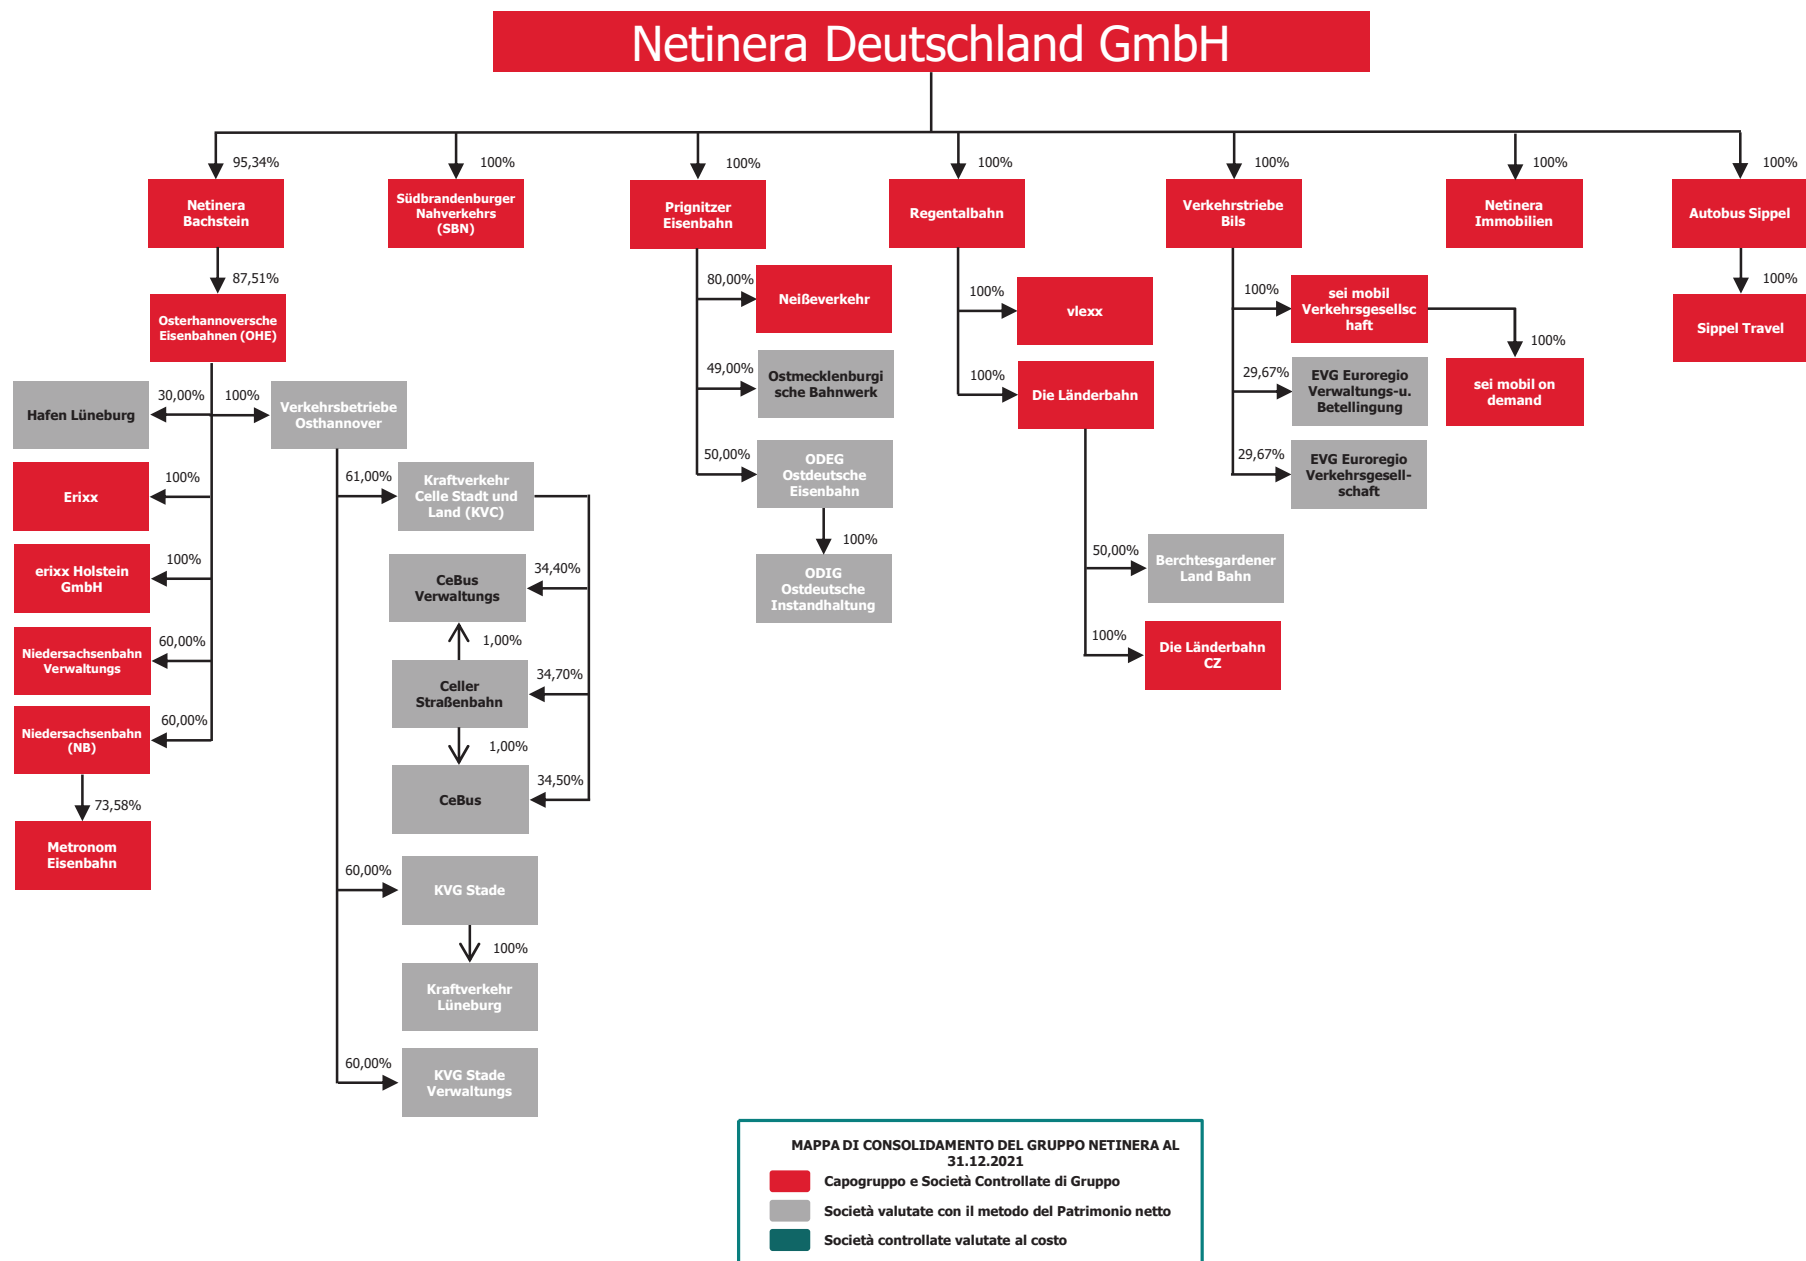 Netinera Deutschland GmbH
95,34%
100%
100%
100%
100%
100%
100%
Netinera
Bachstein
Südbrandenburger
Nahverkehrs
(SBN)
Prignitzer
Eisenbahn
Regentalbahn
Verkehrstriebe
Bils
Netinera
Immobilien
Autobus Sippel
87,51%
Osterhannoversche
Eisenbahnen (OHE)
80,00%
Neißeverkehr
100%
vlexx
100%
sei mobil
Verkehrsgesellsc
haft
100%
Sippel Travel
30,00%
Hafen Lüneburg
100%
Verkehrsbetriebe
Osthannover
49,00%
Ostmecklenburgi
sche Bahnwerk
100%
Die Länderbahn
29,67%
EVG Euroregio
Verwaltungs-u.
Betellingung
100%
sei mobil on
demand
100%
Erixx
61,00%
Kraftverkehr
Celle Stadt und
Land (KVC)
50,00%
ODEG
Ostdeutsche
Eisenbahn
29,67%
EVG Euroregio
Verkehrsgesell-
schaft
100%
erixx Holstein
GmbH
CeBus
Verwaltungs
34,40%
100%
ODIG
Ostdeutsche
Instandhaltung
50,00%
Berchtesgardener
Land Bahn
60,00%
Niedersachsenbahn
Verwaltungs
1,00%
Celler
Straßenbahn
34,70%
100%
Die Länderbahn
CZ
60,00%
Niedersachsenbahn
(NB)
1,00%
CeBus
34,50%
73,58%
Metronom
Eisenbahn
60,00%
KVG Stade
100%
Kraftverkehr
Lüneburg
60,00%
KVG Stade
Verwaltungs
MAPPA DI CONSOLIDAMENTO DEL GRUPPO NETINERA AL
31.12.2021
Capogruppo e Società Controllate di Gruppo
Società valutate con il metodo del Patrimonio netto
Società controllate valutate al costo